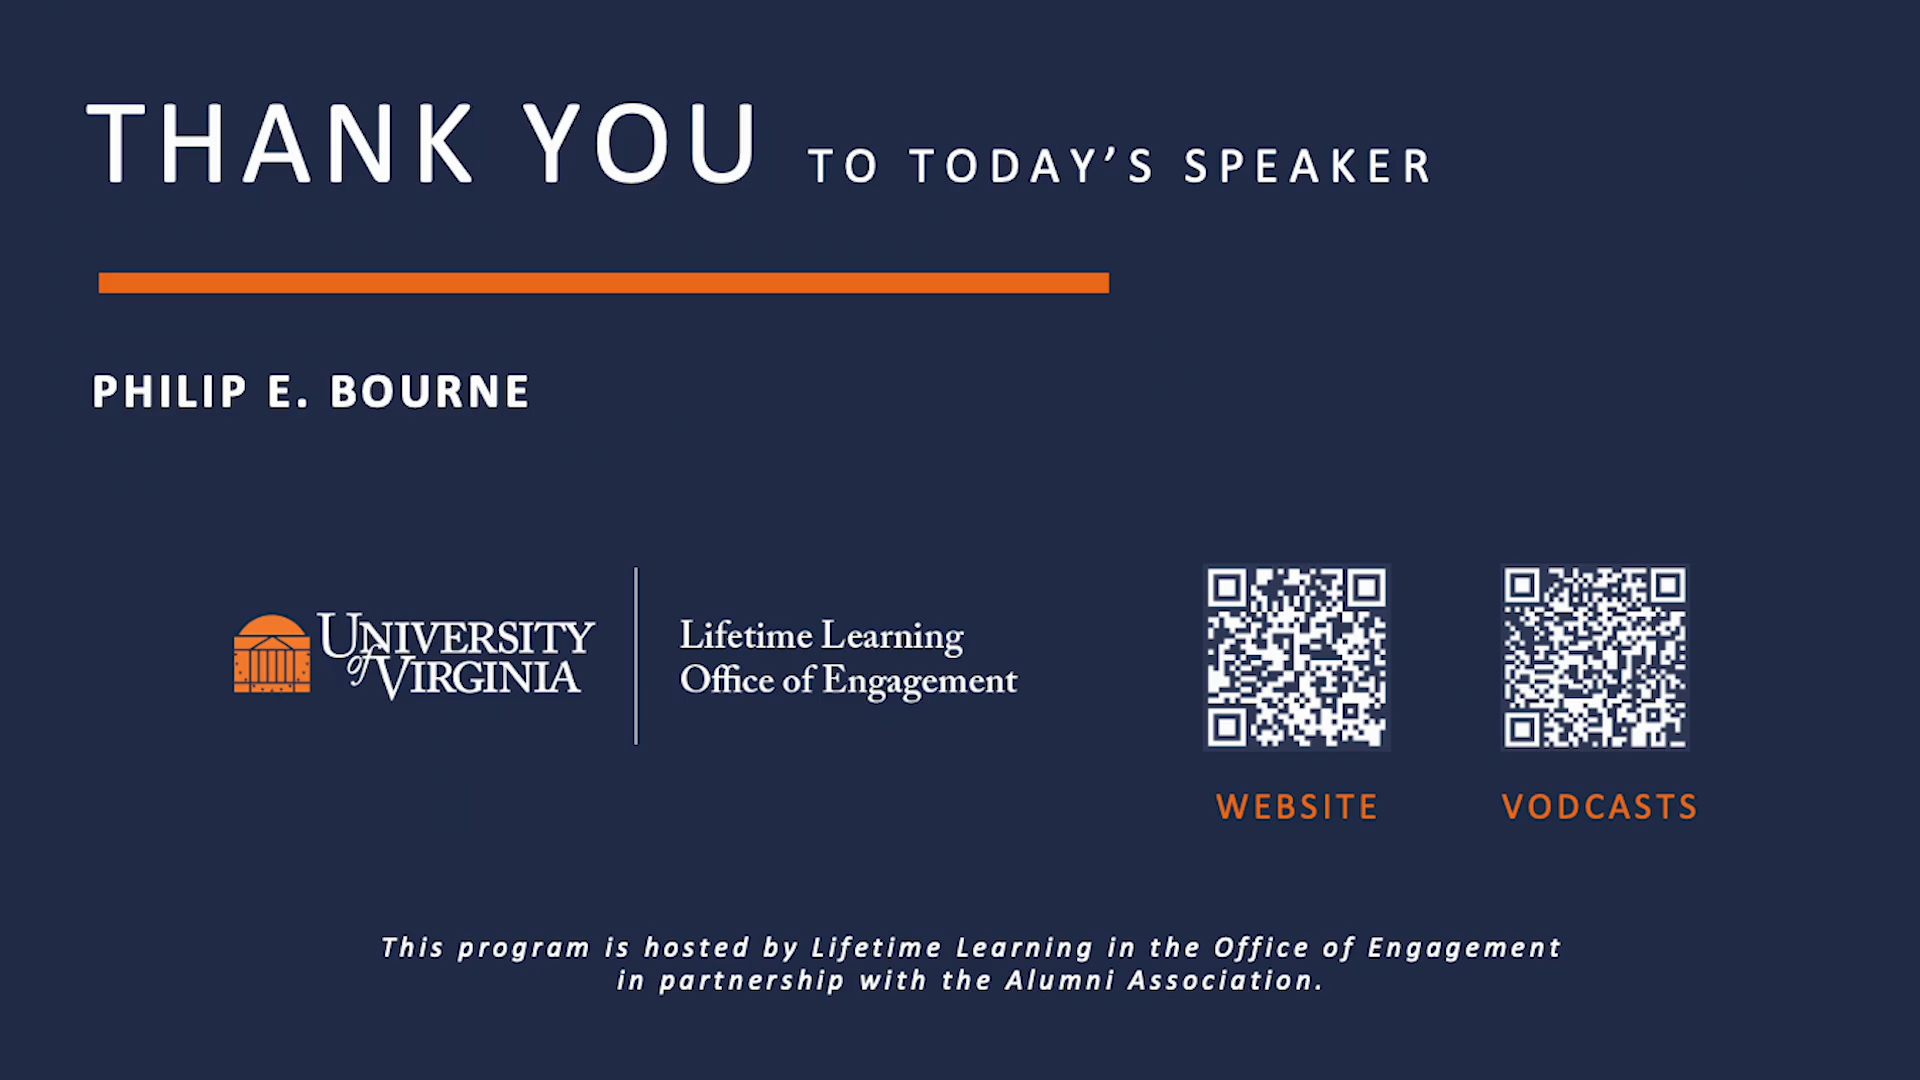 THANK YOU TO TODAY’S SPEAKER
PHILIP E. BOURNE
UNIVERSITY
of VIRGINIA
Lifetime Learning
Office of Engagement
WEBSITE
VODCASTS
This program is hosted by Lifetime Learning in the Office of Engagement
in partnership with the Alumni Association.